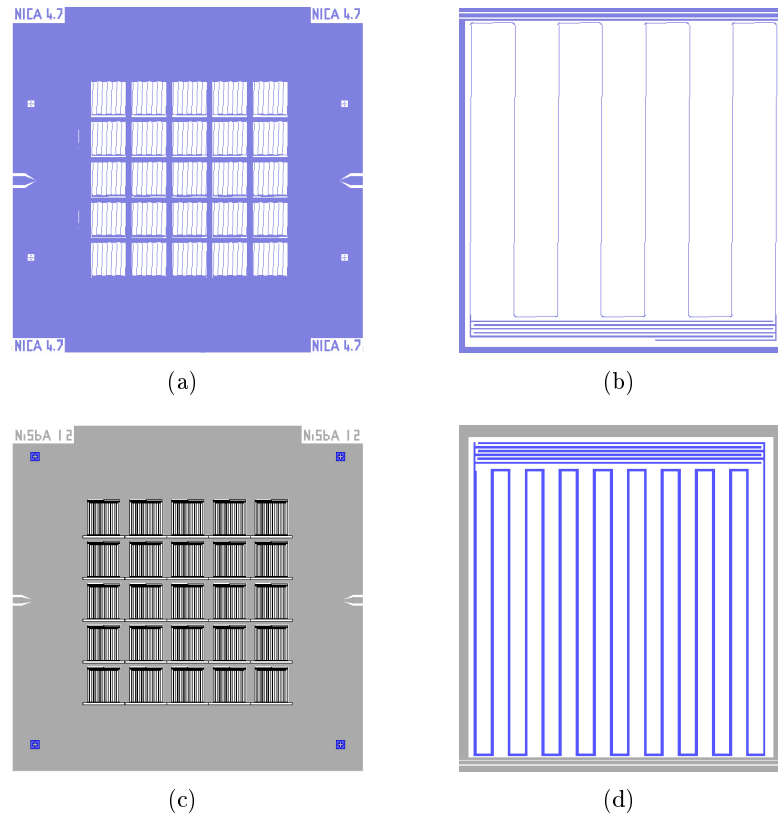 NICA 4.7 NICA 4.7
NICA 4.7 NICA 4.7
(a) (b)
NiSbA 12 NiSbA 12
(c) (d)